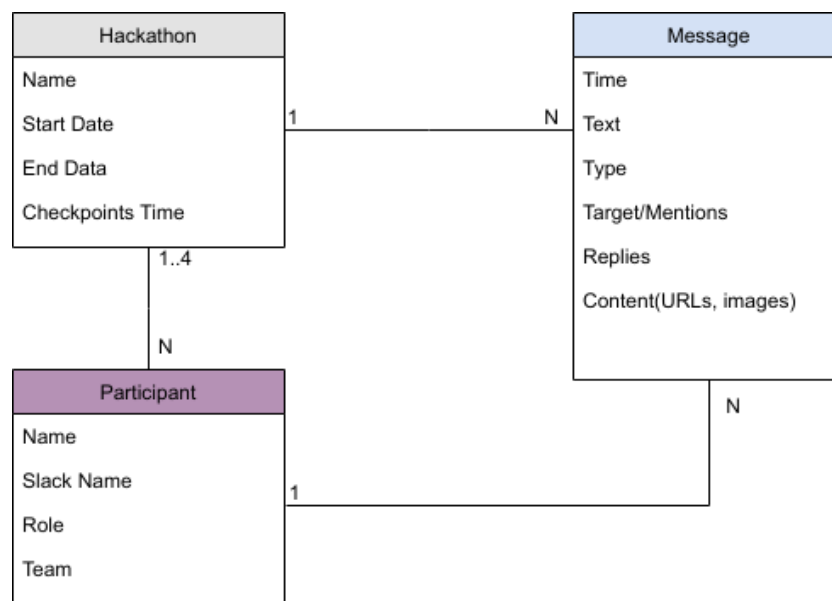 Hackathon
Name
Start Date
End Data
Checkpoints Time
1
N
Message
Time
Text
Type
Target/Mentions
Replies
Content(URLs, images)
1..4
N
Participant
Name
Slack Name
Role
Team
1
N